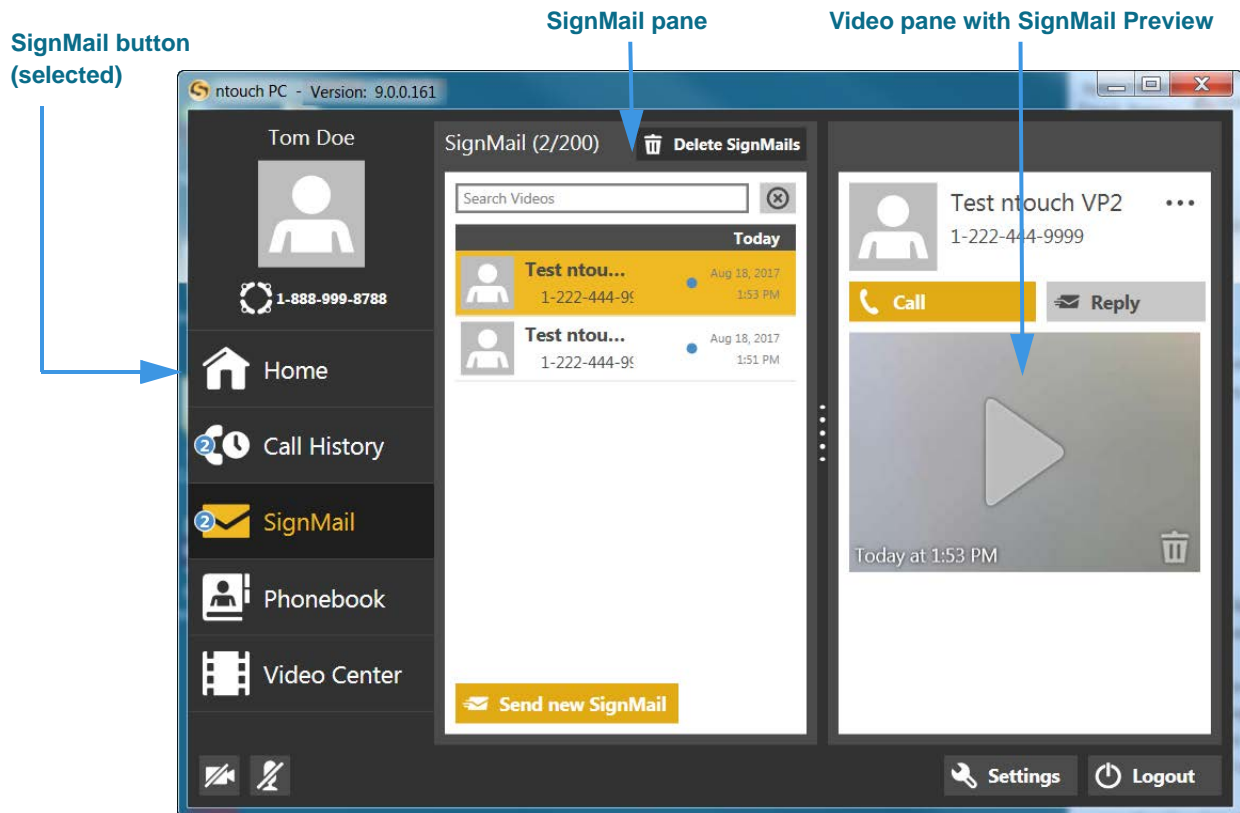 SignMail pane
Video pane with SignMail Preview
SignMail button
(selected)
ntouch PC - Version: 9.0.0.161
Tom Doe
1-888-999-8788
Home
2
Call History
2
SignMail
Phonebook
Video Center
SignMail (2/200)
Delete SignMails
Search Videos
Today
Test ntou...
Aug 18, 2017
1-222-444-99
1:53 PM
Test ntou...
Aug 18, 2017
1-222-444-99
1:51 PM
Send new SignMail
Test ntouch VP2
1-222-444-9999
Call
Reply
Today at 1:53 PM
Settings
Logout